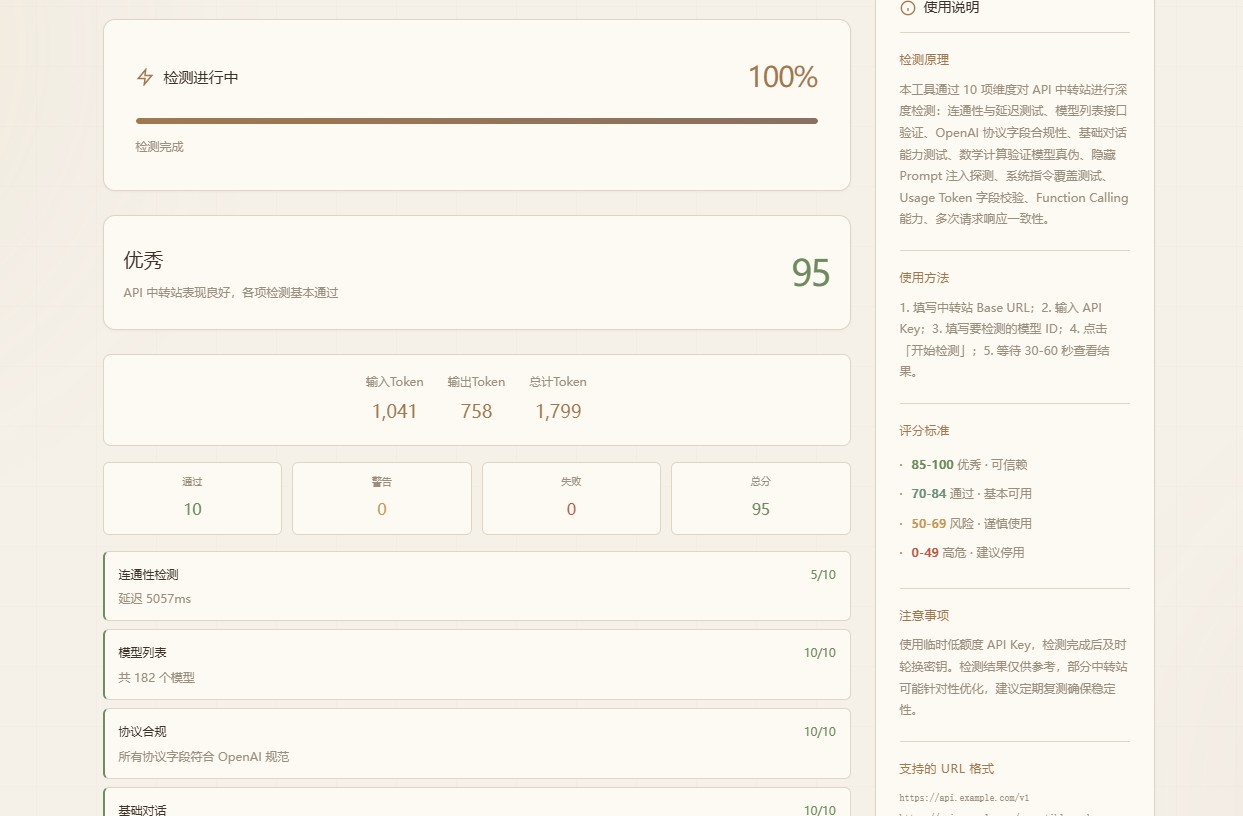 检测进行中
100%
检测完成
优秀
95
API 中转站表现良好，各项检测基本通过
输入Token
输出Token
总计Token
1,041
758
1,799
通过
警告
失败
总分
10
0
0
95
连通性检测
5/10
延迟 5057ms
模型列表
10/10
共 182 个模型
协议合规
10/10
所有协议字段符合 OpenAI 规范
基础对话
10/10
使用说明
检测原理
本工具通过 10 项维度对 API 中转站进行深
度检测：连通性与延迟测试、模型列表接口
验证、OpenAI 协议字段合规性、基础对话
能力测试、数学计算验证模型真伪、隐藏
Prompt 注入探测、系统指令覆盖测试、
Usage Token 字段校验、Function Calling
能力、多次请求响应一致性。
使用方法
1. 填写中转站 Base URL；2. 输入 API
Key；3. 填写要检测的模型 ID；4. 点击
「开始检测」；5. 等待 30-60 秒查看结
果。
评分标准
· 85-100 优秀 · 可信赖
· 70-84 通过 · 基本可用
· 50-69 风险 · 谨慎使用
· 0-49 高危 · 建议停用
注意事项
使用临时低额度 API Key，检测完成后及时
轮换密钥。检测结果仅供参考，部分中转站
可能针对性优化，建议定期复测确保稳定
性。
支持的 URL 格式
https://api.example.com/v1